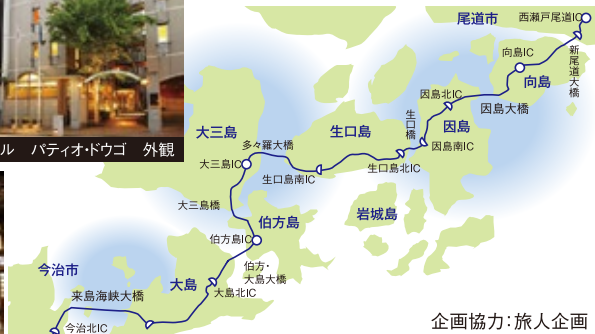 尾道市
西瀬戸尾道IC
新尾道大橋
向島IC
向島
因島北IC
因島大橋
因島
生口橋
因島南IC
生口島
生口島北IC
生口島南IC
多々羅大橋
大三島
大三島IC
大三島橋
岩城島
伯方島
伯方島IC
伯方・
大島大橋
大島
大島北IC
今治市
来島海峡大橋
今治北IC
ル パティオ・ドウゴ 外観
企画協力：旅人企画